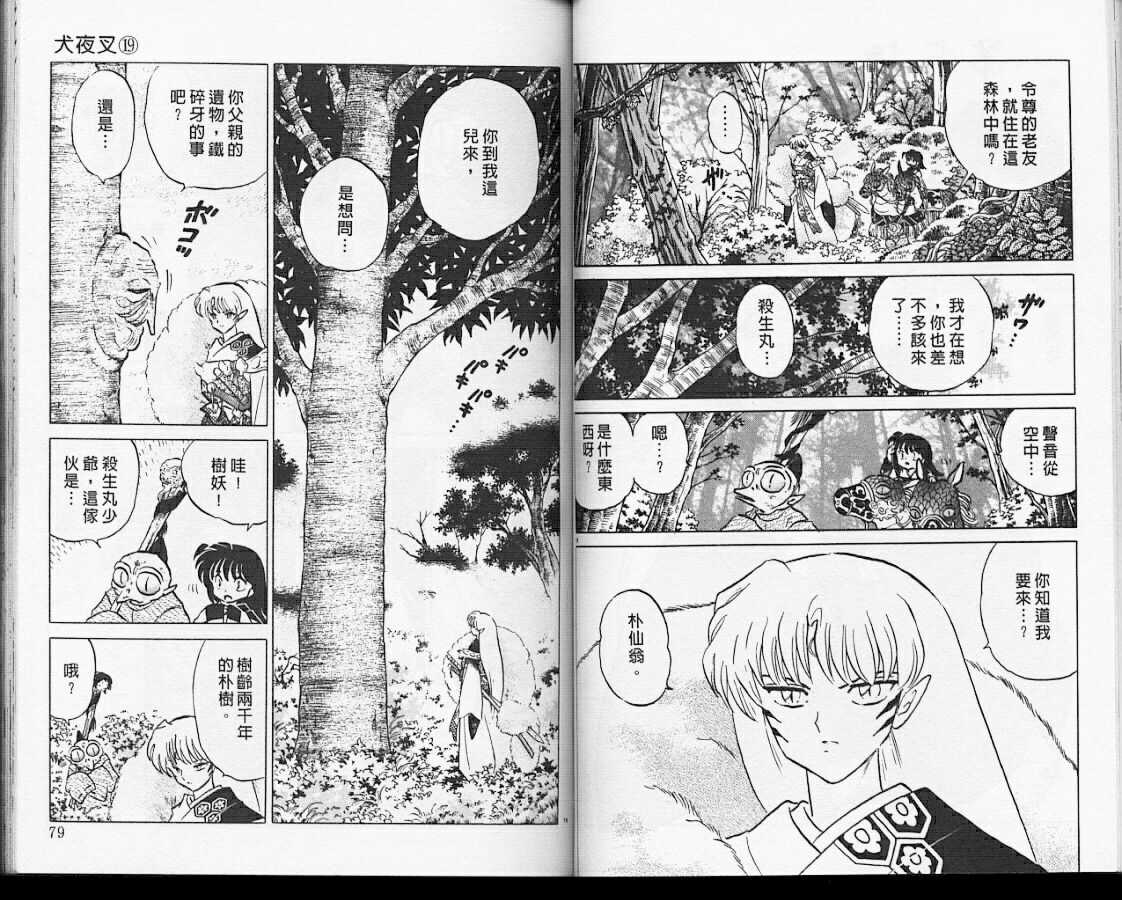 犬夜叉⑲
令尊的老友
，就住在這
森林中嗎？
……
ザッ
ザワ…
我才在想
，你也差
不多該來
了……
殺生丸…
聲音從
空中…
嗯…？
是什麼東
西呀？
你知道我
要來…？
朴仙翁。
你到我這
兒來，
是想問…
パキパキ…
你父親的
遺物，鐵
碎牙的事
吧？
還是…
ボコッ
哇！
樹妖！
殺生丸少
爺，這傢
伙是…
樹齡兩千年
的朴樹。
哦？
79